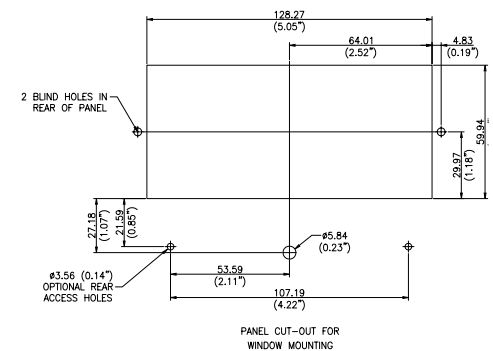 128.27
(5.05")
64.01
(2.52")
4.83
(0.19")
2 BLIND HOLES IN
REAR OF PANEL
59.94
29.97
(1.18")
27.18
(1.07")
21.59
(0.85")
ø5.84
(0.23")
ø3.56 (0.14")
OPTIONAL REAR
ACCESS HOLES
53.59
(2.11")
107.19
(4.22")
PANEL CUT-OUT FOR
WINDOW MOUNTING